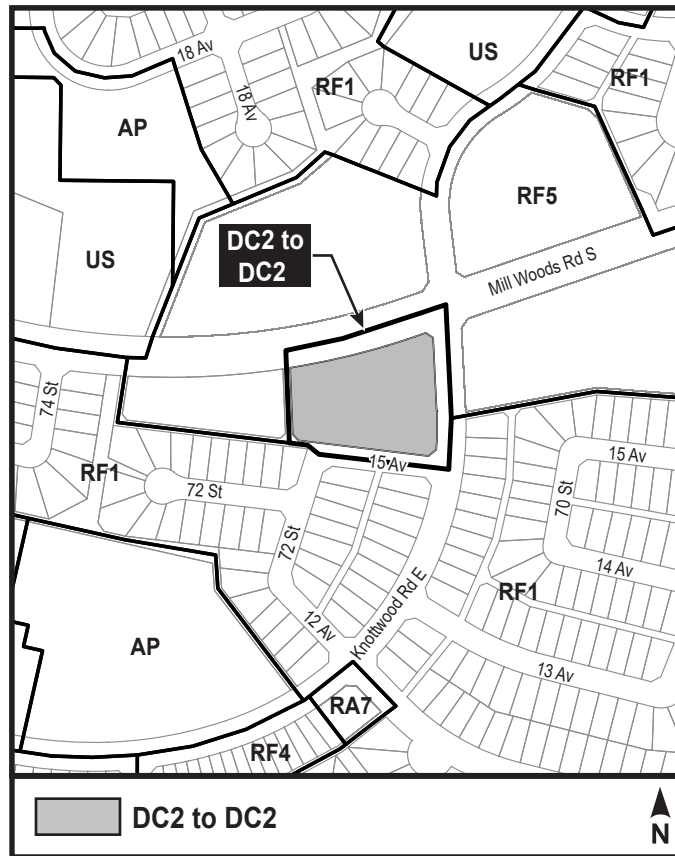 18 Av
US
RF1
RF1
18 Av
AP
RF5
DC2 to
DC2
US
Mill Woods Rd S
74 St
15 Av
15 Av
RF1
72 St
70 St
72 St
14 Av
RF1
12 Av
Knottwood Rd E
13 Av
AP
RA7
RF4
DC2 to DC2
N